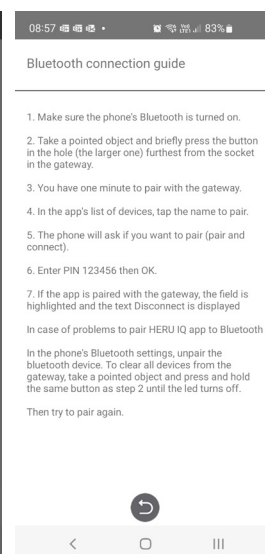 08:57
83%
Bluetooth connection guide
1. Make sure the phone's Bluetooth is turned on.
2. Take a pointed object and briefly press the button
in the hole (the larger one) furthest from the socket
in the gateway.
3. You have one minute to pair with the gateway.
4. In the app's list of devices, tap the name to pair.
5. The phone will ask if you want to pair (pair and
connect).
6. Enter PIN 123456 then OK.
7. If the app is paired with the gateway, the field is
highlighted and the text Disconnect is displayed
In case of problems to pair HERU IQ app to Bluetooth
In the phone's Bluetooth settings, unpair the
bluetooth device. To clear all devices from the
gateway, take a pointed object and press and hold
the same button as step 2 until the led turns off.
Then try to pair again.